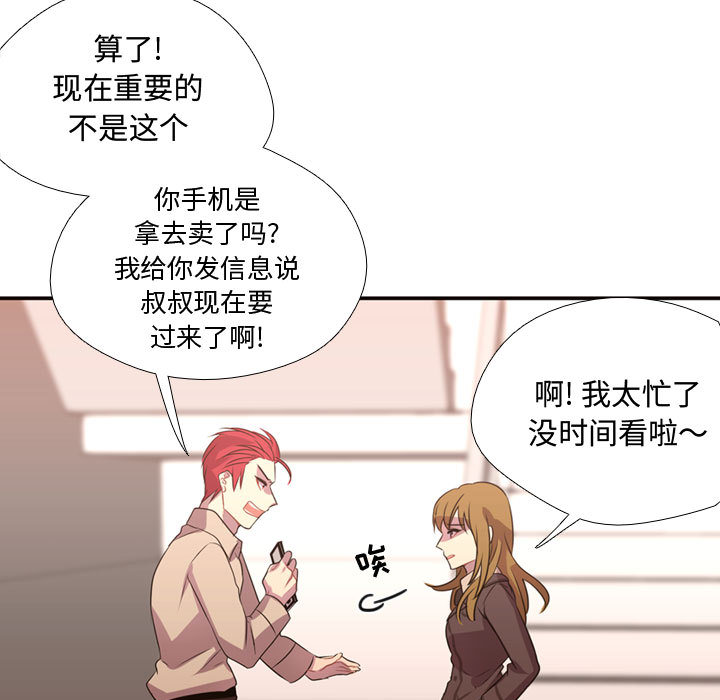 算了!
现在重要的
不是这个
你手机是
拿去卖了吗?
我给你发信息说
叔叔现在要
过来了啊!
啊! 我太忙了
没时间看啦～
唉